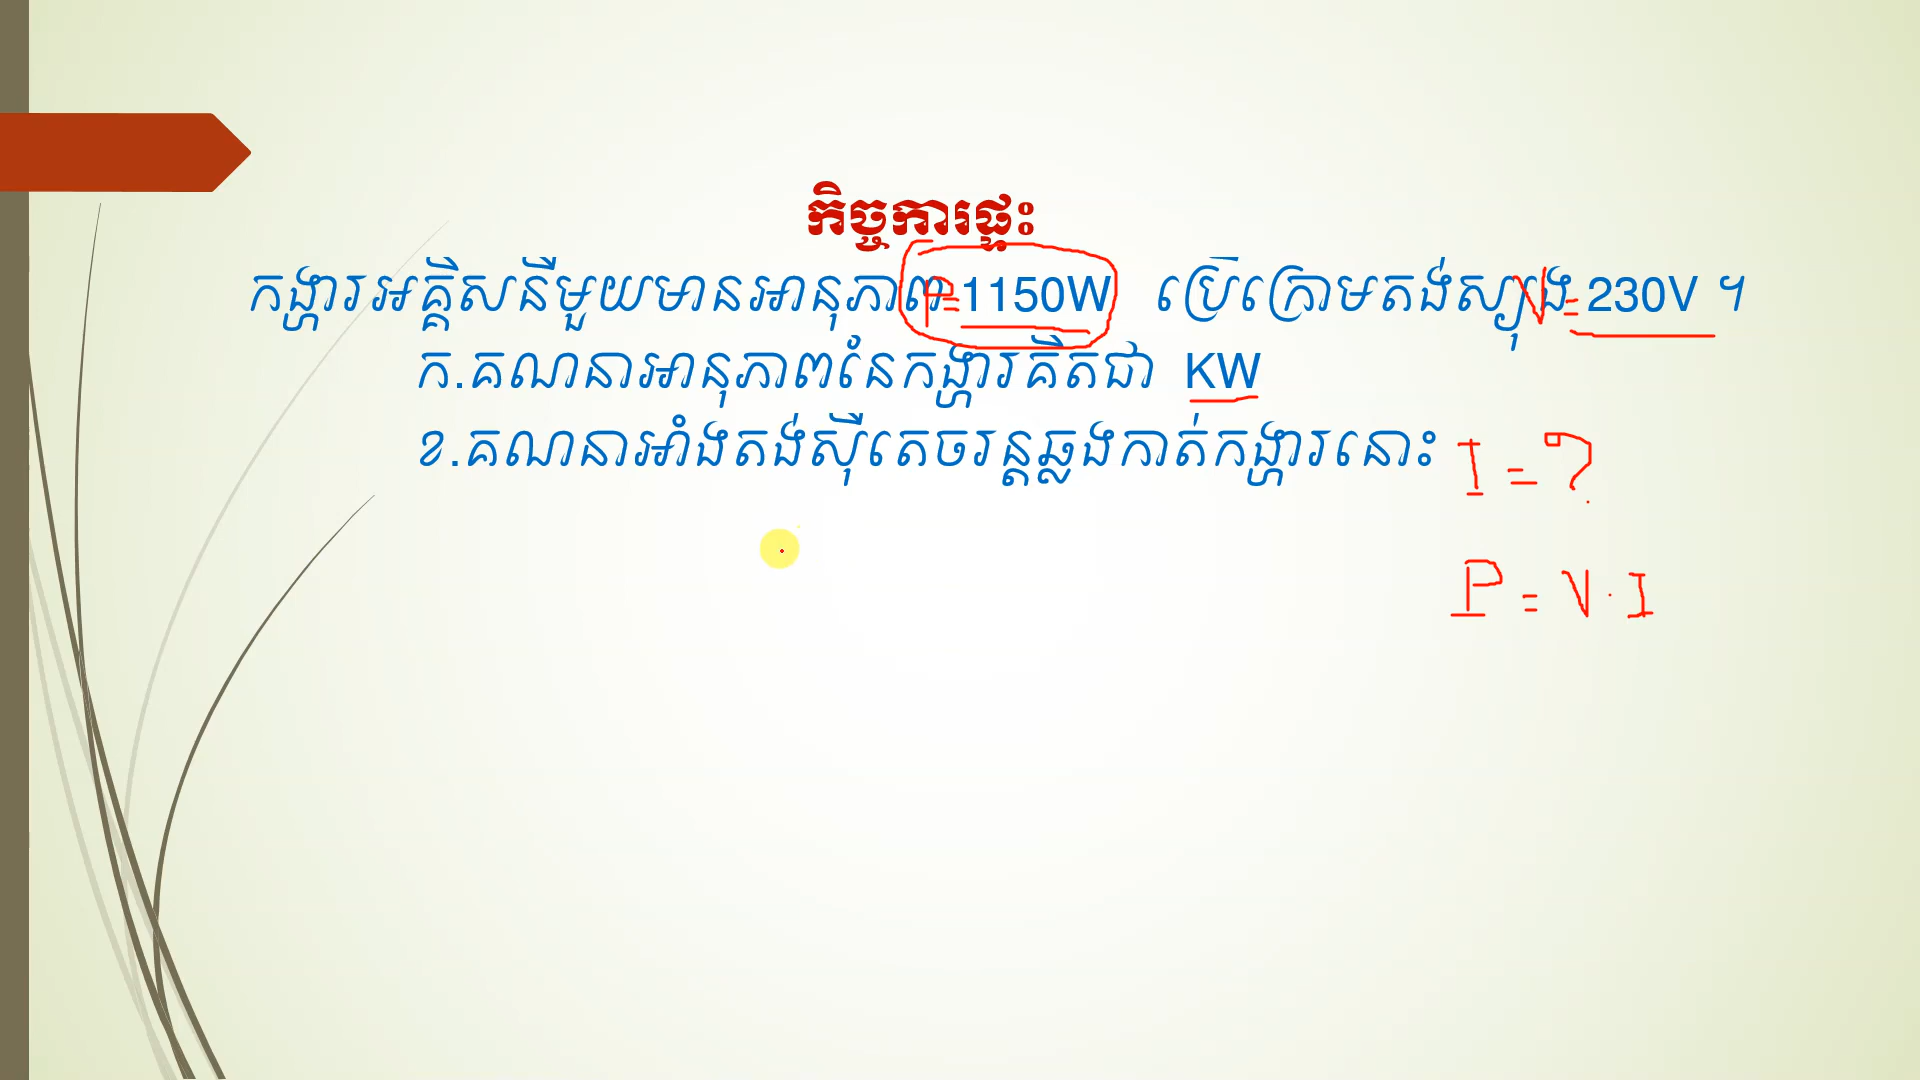 កិច្ចការផ្ទះ
កង្ហារអគ្គីសនីមួយមានអានុភាព P= 1150W ប្រើក្រោមតង់ស្យុង V= 230V ។
ក.គណនាអានុភាពនៃកង្ហារគិតជា KW
ខ.គណនាអាំងតង់ស៊ីតេចរន្តឆ្លងកាត់កង្ហារនោះ I = ?
P = V . I